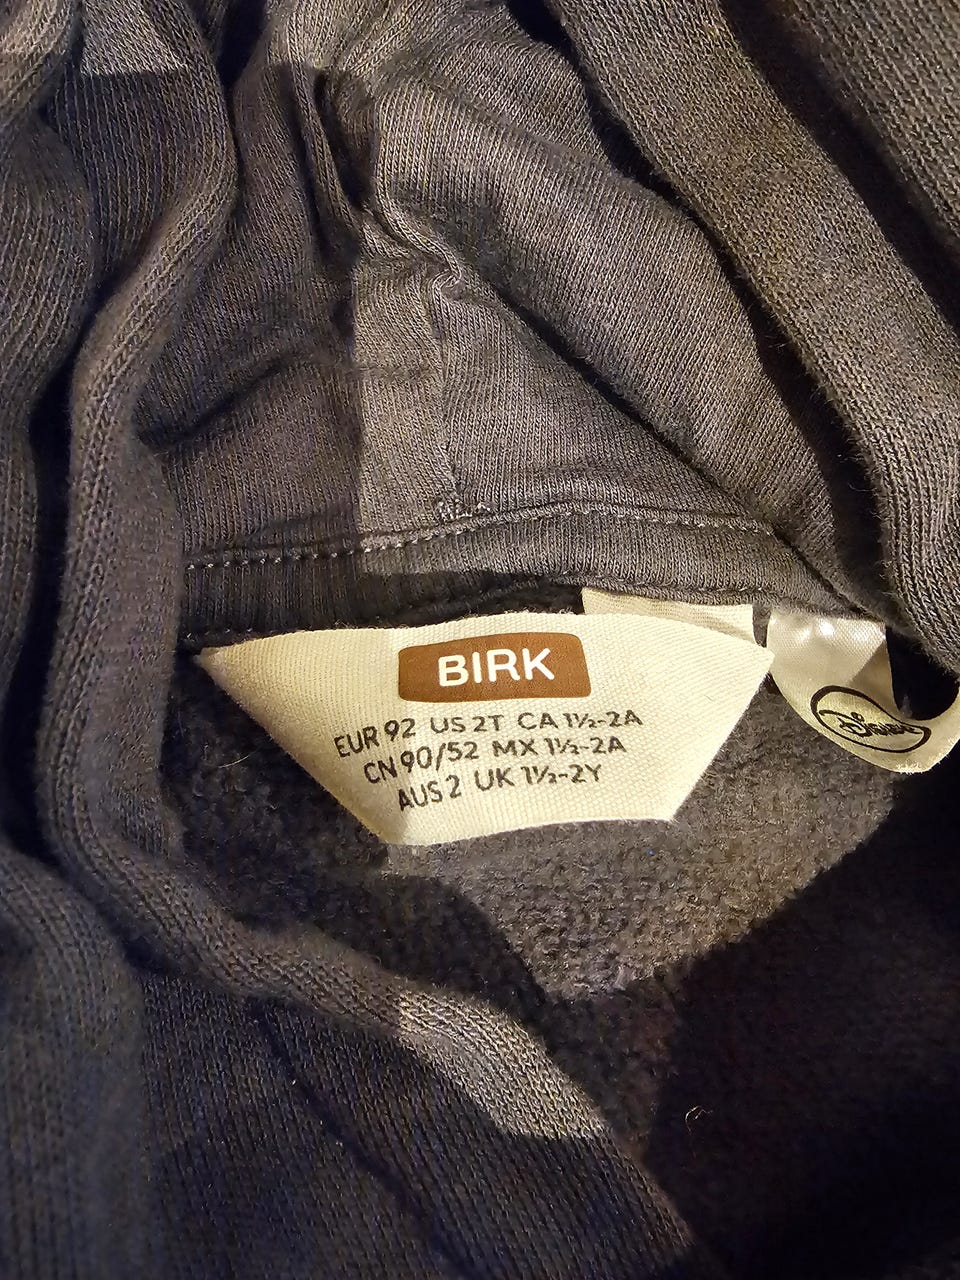 BIRK
EUR 92 US 2T CA 1½-2A
CN 90/52 MX 1½-2A
AUS 2 UK 1½-2Y
Disney